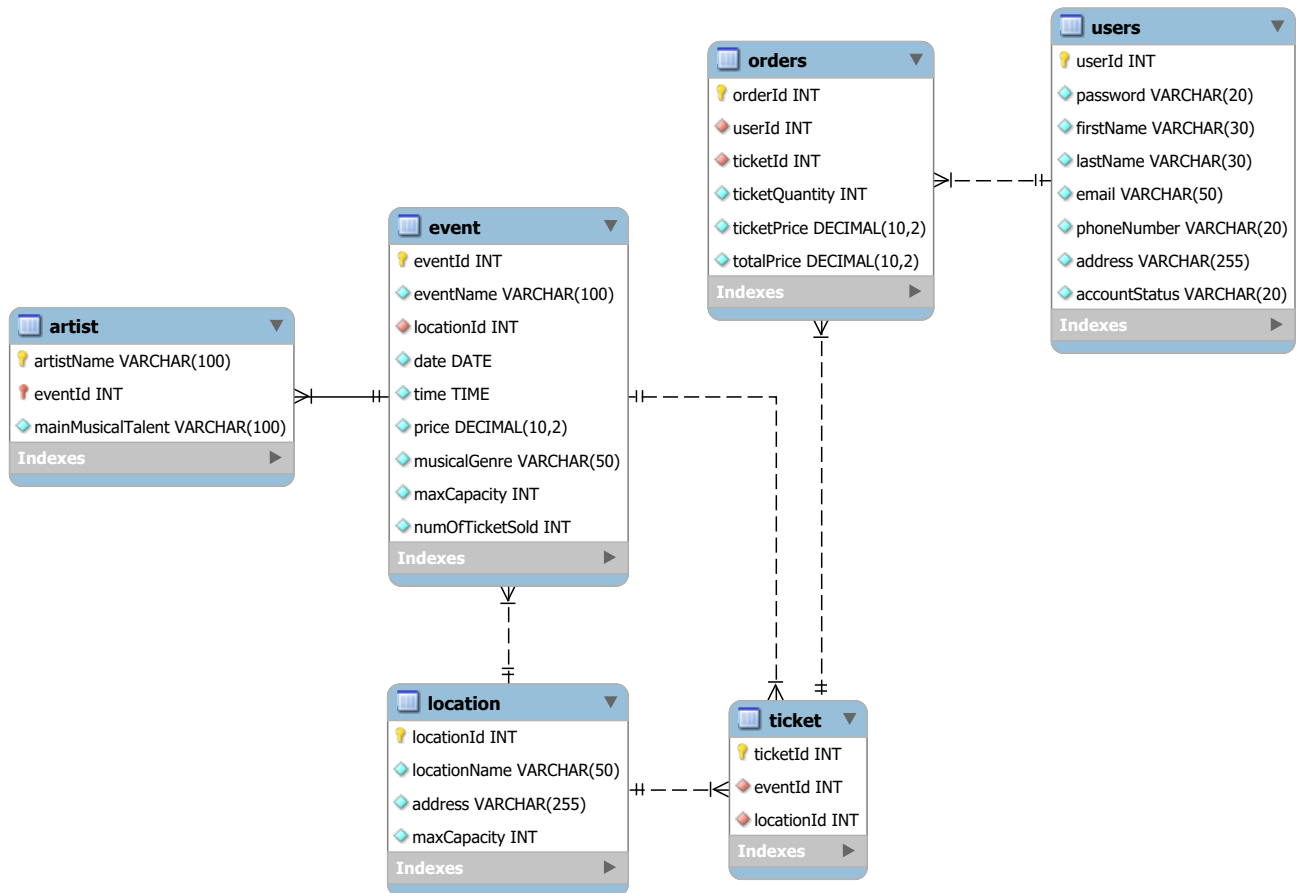 users
userId INT
password VARCHAR(20)
firstName VARCHAR(30)
lastName VARCHAR(30)
email VARCHAR(50)
phoneNumber VARCHAR(20)
address VARCHAR(255)
accountStatus VARCHAR(20)
Indexes
orders
orderId INT
userId INT
ticketId INT
ticketQuantity INT
ticketPrice DECIMAL(10,2)
totalPrice DECIMAL(10,2)
Indexes
event
eventId INT
eventName VARCHAR(100)
locationId INT
date DATE
time TIME
price DECIMAL(10,2)
musicalGenre VARCHAR(50)
maxCapacity INT
numOfTicketSold INT
Indexes
artist
artistName VARCHAR(100)
eventId INT
mainMusicalTalent VARCHAR(100)
Indexes
location
locationId INT
locationName VARCHAR(50)
address VARCHAR(255)
maxCapacity INT
Indexes
ticket
ticketId INT
eventId INT
locationId INT
Indexes